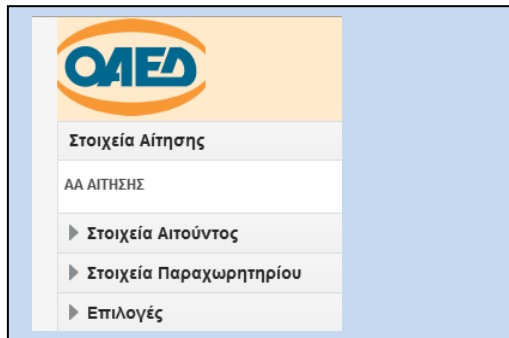 ΟΑΕΔ
Στοιχεία Αίτησης
ΑΑ ΑΙΤΗΣΗΣ
Στοιχεία Αιτούντος
Στοιχεία Παραχωρητηρίου
Επιλογές